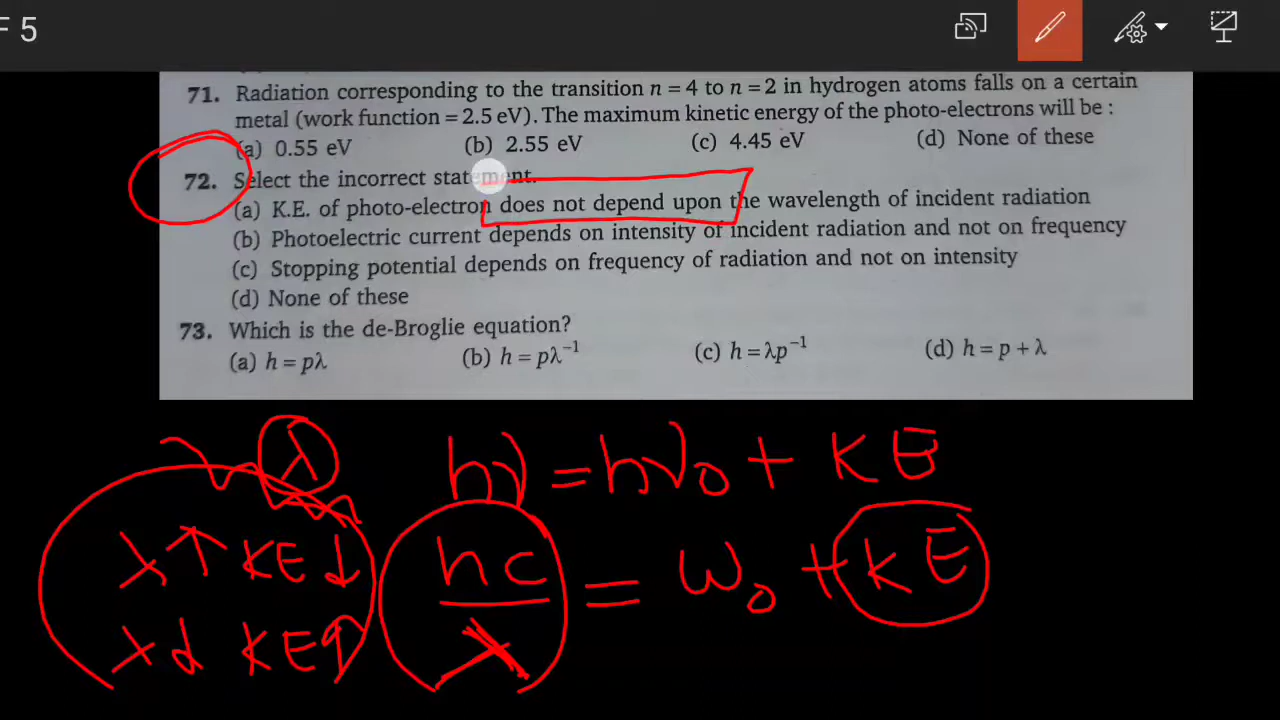 F 5
71. Radiation corresponding to the transition n = 4 to n = 2 in hydrogen atoms falls on a certain
metal (work function = 2.5 eV). The maximum kinetic energy of the photo-electrons will be :
(a) 0.55 eV (b) 2.55 eV (c) 4.45 eV (d) None of these
72. Select the incorrect statement.
(a) K.E. of photo-electron does not depend upon the wavelength of incident radiation
(b) Photoelectric current depends on intensity of incident radiation and not on frequency
(c) Stopping potential depends on frequency of radiation and not on intensity
(d) None of these
73. Which is the de-Broglie equation?
(a) h = pλ (b) h = pλ⁻¹ (c) h = λp⁻¹ (d) h = p + λ
λ hν = hν₀ + KE
λ↑ KE↓ hc/λ = W₀ + KE
λ↓ KE↑